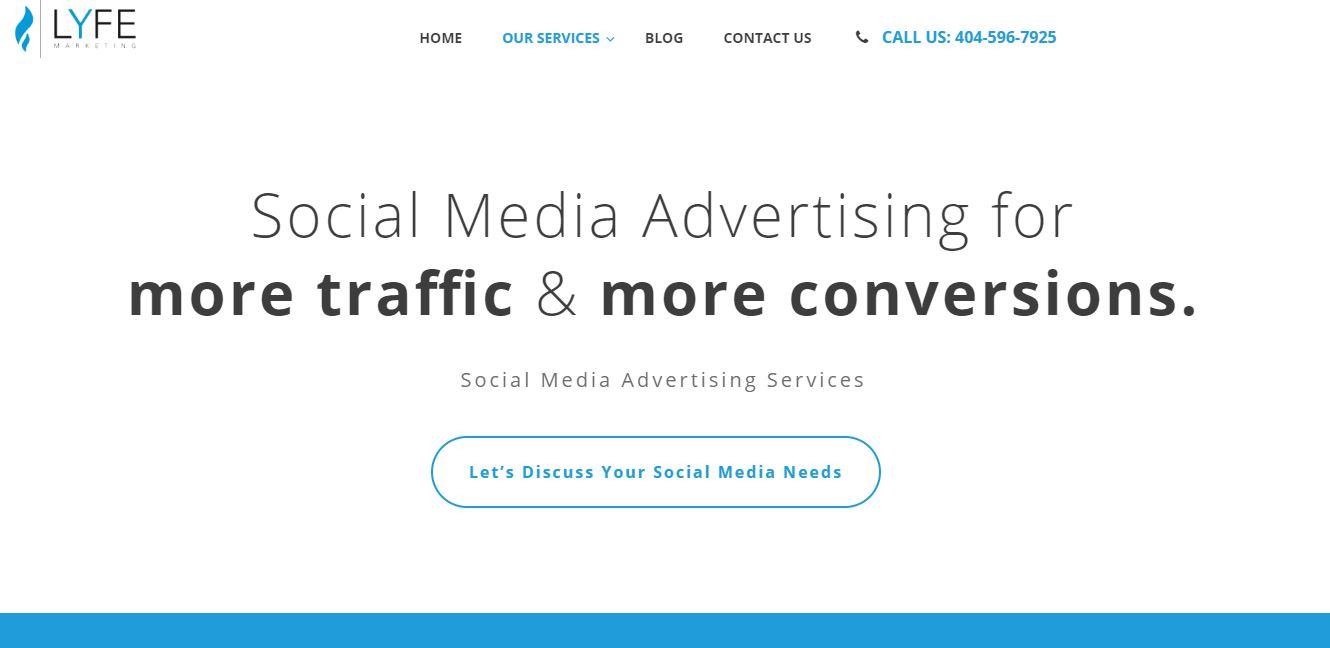 LYFE
MARKETING
HOME OUR SERVICES BLOG CONTACT US CALL US: 404-596-7925
Social Media Advertising for
more traffic & more conversions.
Social Media Advertising Services
Let’s Discuss Your Social Media Needs